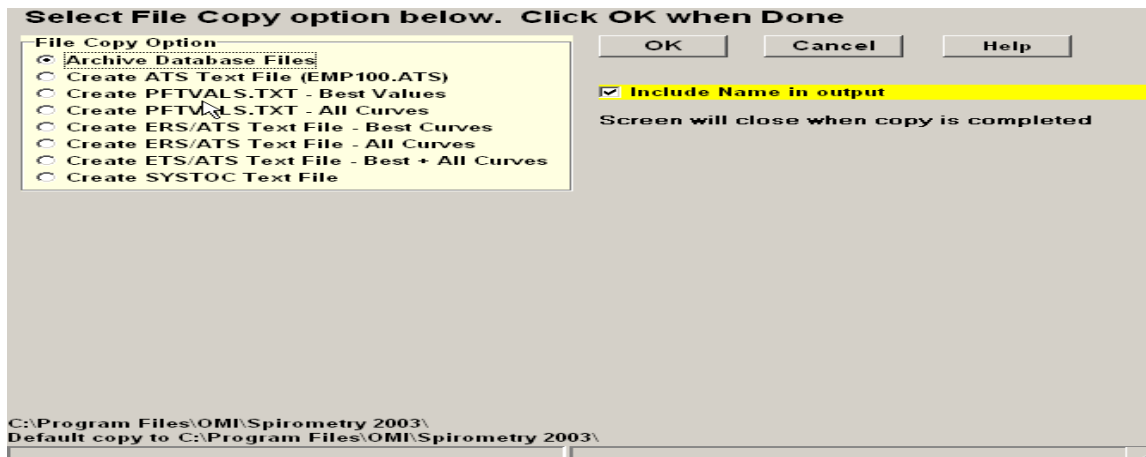 Select File Copy option below. Click OK when Done
File Copy Option
Archive Database Files
Create ATS Text File (EMP100.ATS)
Create PFTVALS.TXT - Best Values
Create PFTVALS.TXT - All Curves
Create ERS/ATS Text File - Best Curves
Create ERS/ATS Text File - All Curves
Create ETS/ATS Text File - Best + All Curves
Create SYSTOC Text File
OK
Cancel
Help
Include Name in output
Screen will close when copy is completed
C:\Program Files\OMI\Spirometry 2003\
Default copy to C:\Program Files\OMI\Spirometry 2003\